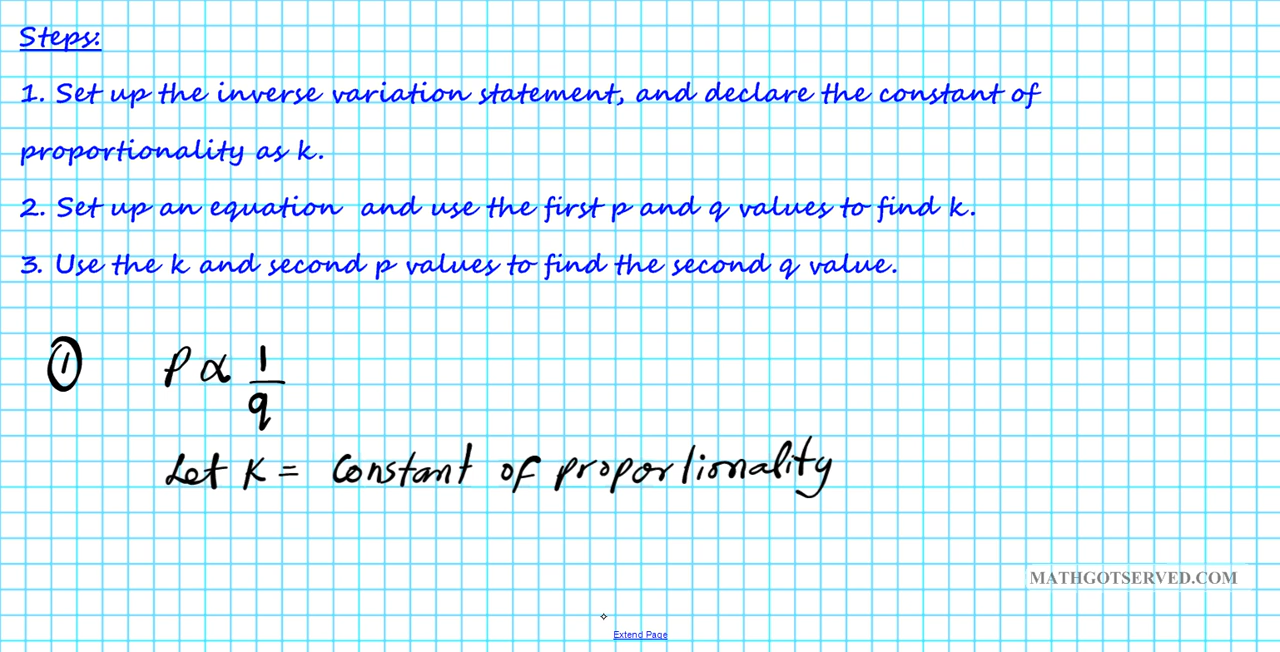 Steps:
1. Set up the inverse variation statement, and declare the constant of
proportionality as k.
2. Set up an equation and use the first p and q values to find k.
3. Use the k and second p values to find the second q value.
① P ∝ 1/q
Let K = Constant of proportionality
MATHGOTSERVED.COM
Extend Page